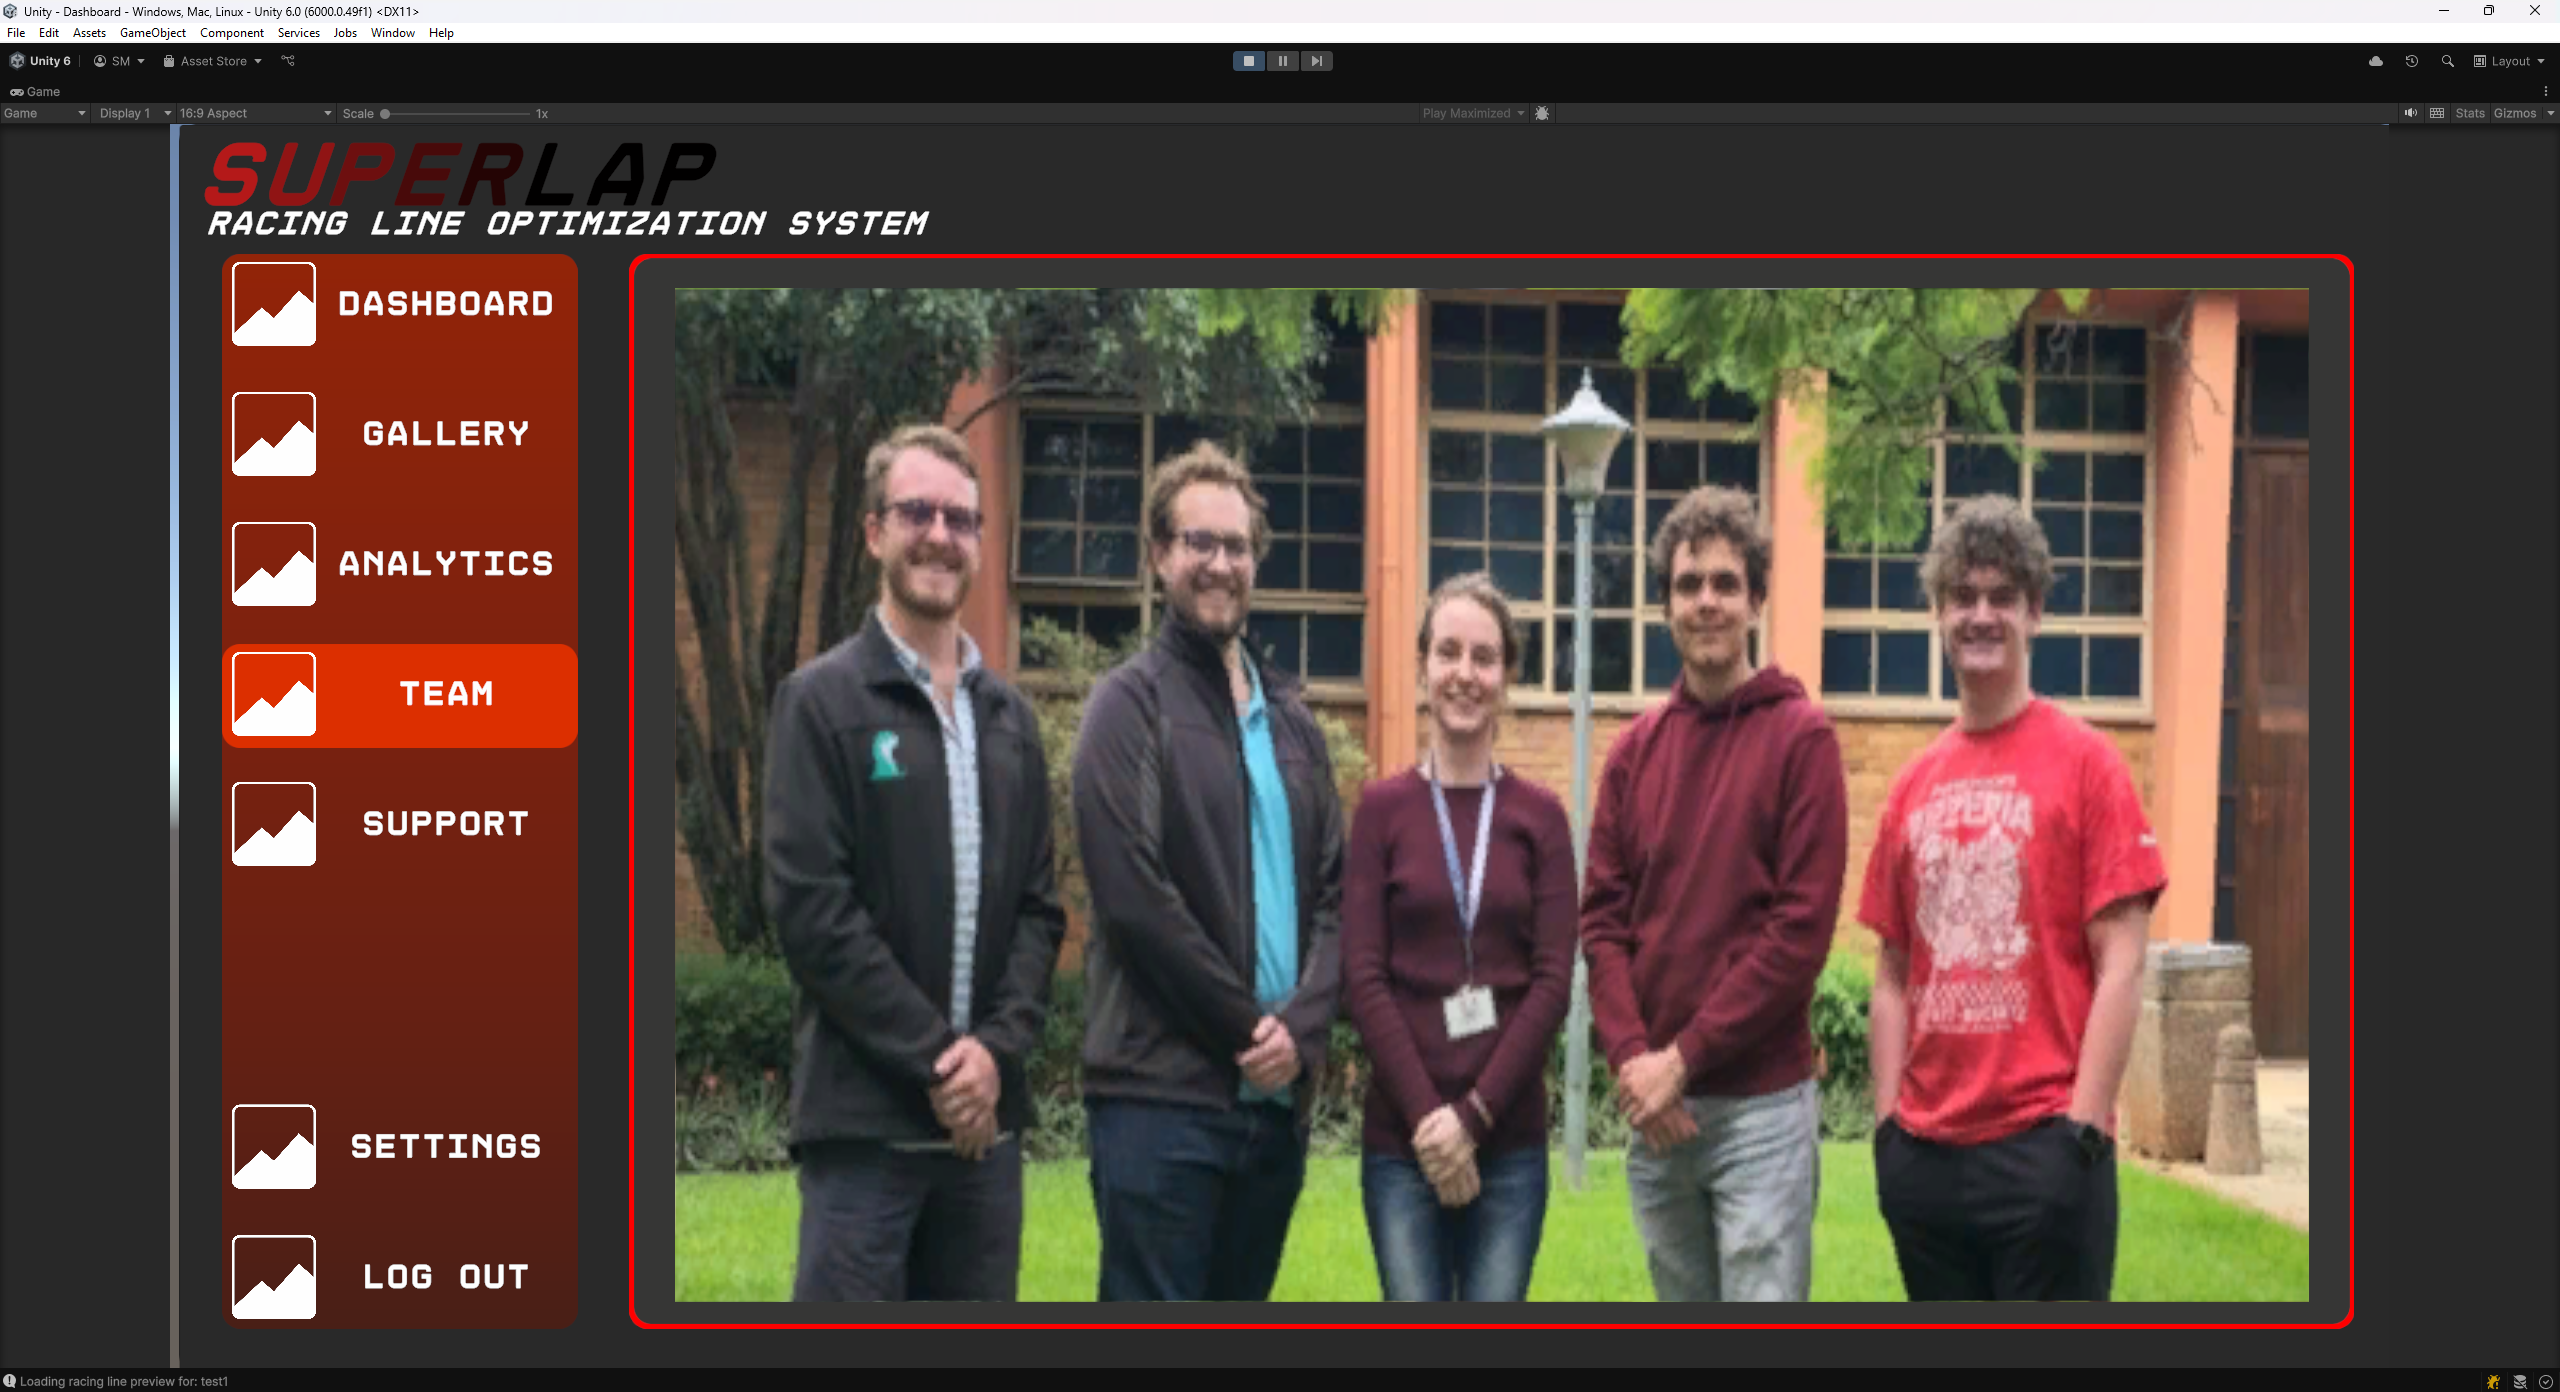 Unity - Dashboard - Windows, Mac, Linux - Unity 6.0 (6000.0.49f1) <DX11>
File Edit Assets GameObject Component Services Jobs Window Help
Unity 6 SM Asset Store Layout
Game
Game Display 1 16:9 Aspect Scale 1x Play Maximized Stats Gizmos
SUPERLAP
RACING LINE OPTIMIZATION SYSTEM
DASHBOARD
GALLERY
ANALYTICS
TEAM
SUPPORT
SETTINGS
LOG OUT
Loading racing line preview for: test1